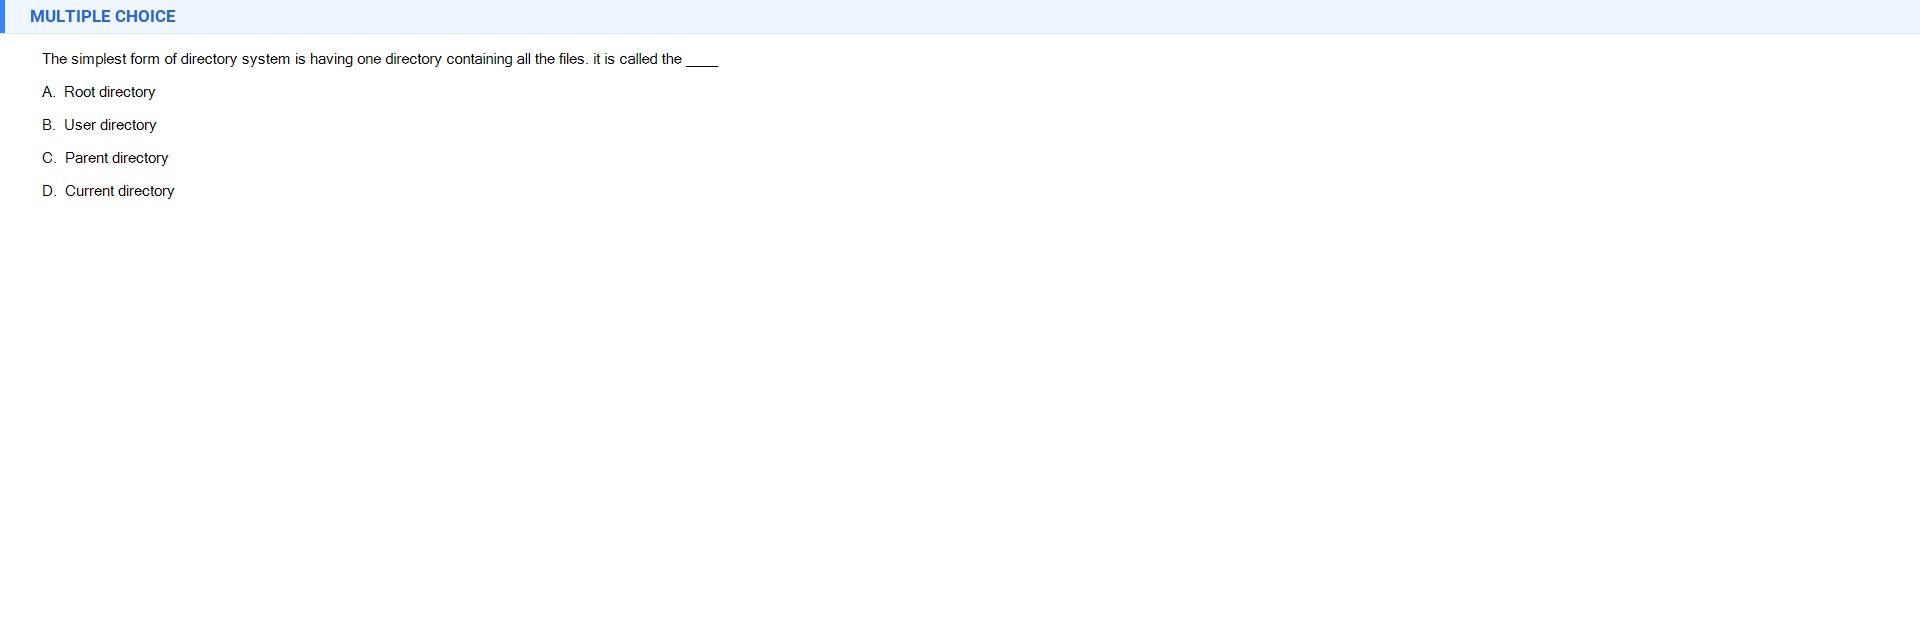 MULTIPLE CHOICE
The simplest form of directory system is having one directory containing all the files. it is called the ____
A. Root directory
B. User directory
C. Parent directory
D. Current directory